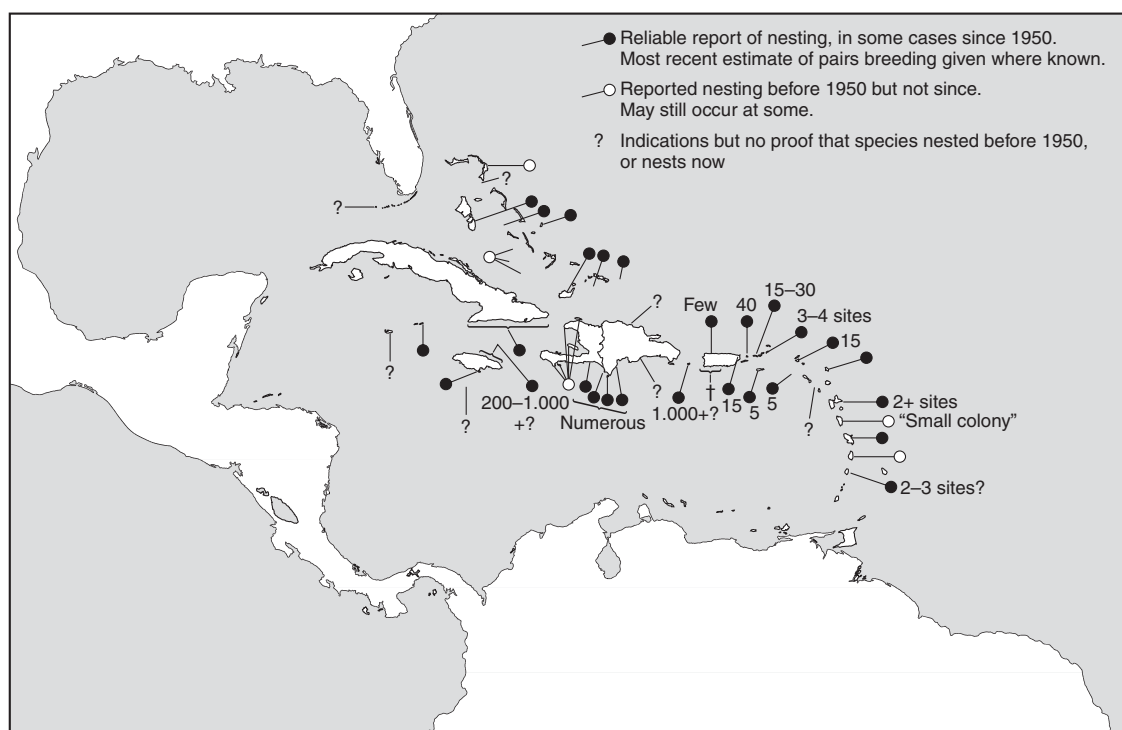 Reliable report of nesting, in some cases since 1950.
Most recent estimate of pairs breeding given where known.
Reported nesting before 1950 but not since.
May still occur at some.
? Indications but no proof that species nested before 1950,
or nests now
?
?
?
Few
40
15–30
3–4 sites
15
?
200–1.000
+?
?
Numerous
?
1.000+?
†
15
5
5
?
2+ sites
“Small colony”
2–3 sites?